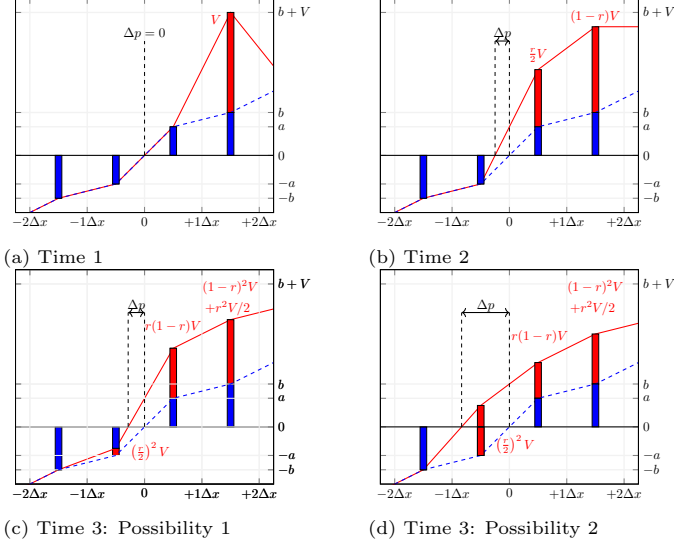 b + V
V
Δp = 0
b
a
0
−a
−b
−2Δx −1Δx 0 +1Δx +2Δx
(a) Time 1
b + V
(1 − r)V
Δp
r/2 V
b
a
0
−a
−b
−2Δx −1Δx 0 +1Δx +2Δx
(b) Time 2
b + V
(1 − r)²V
+r²V/2
Δp
r(1 − r)V
b
a
0
(r/2)² V
−a
−b
−2Δx −1Δx 0 +1Δx +2Δx
(c) Time 3: Possibility 1
b + V
(1 − r)²V
+r²V/2
Δp
r(1 − r)V
b
a
0
(r/2)² V
−a
−b
−2Δx −1Δx 0 +1Δx +2Δx
(d) Time 3: Possibility 2